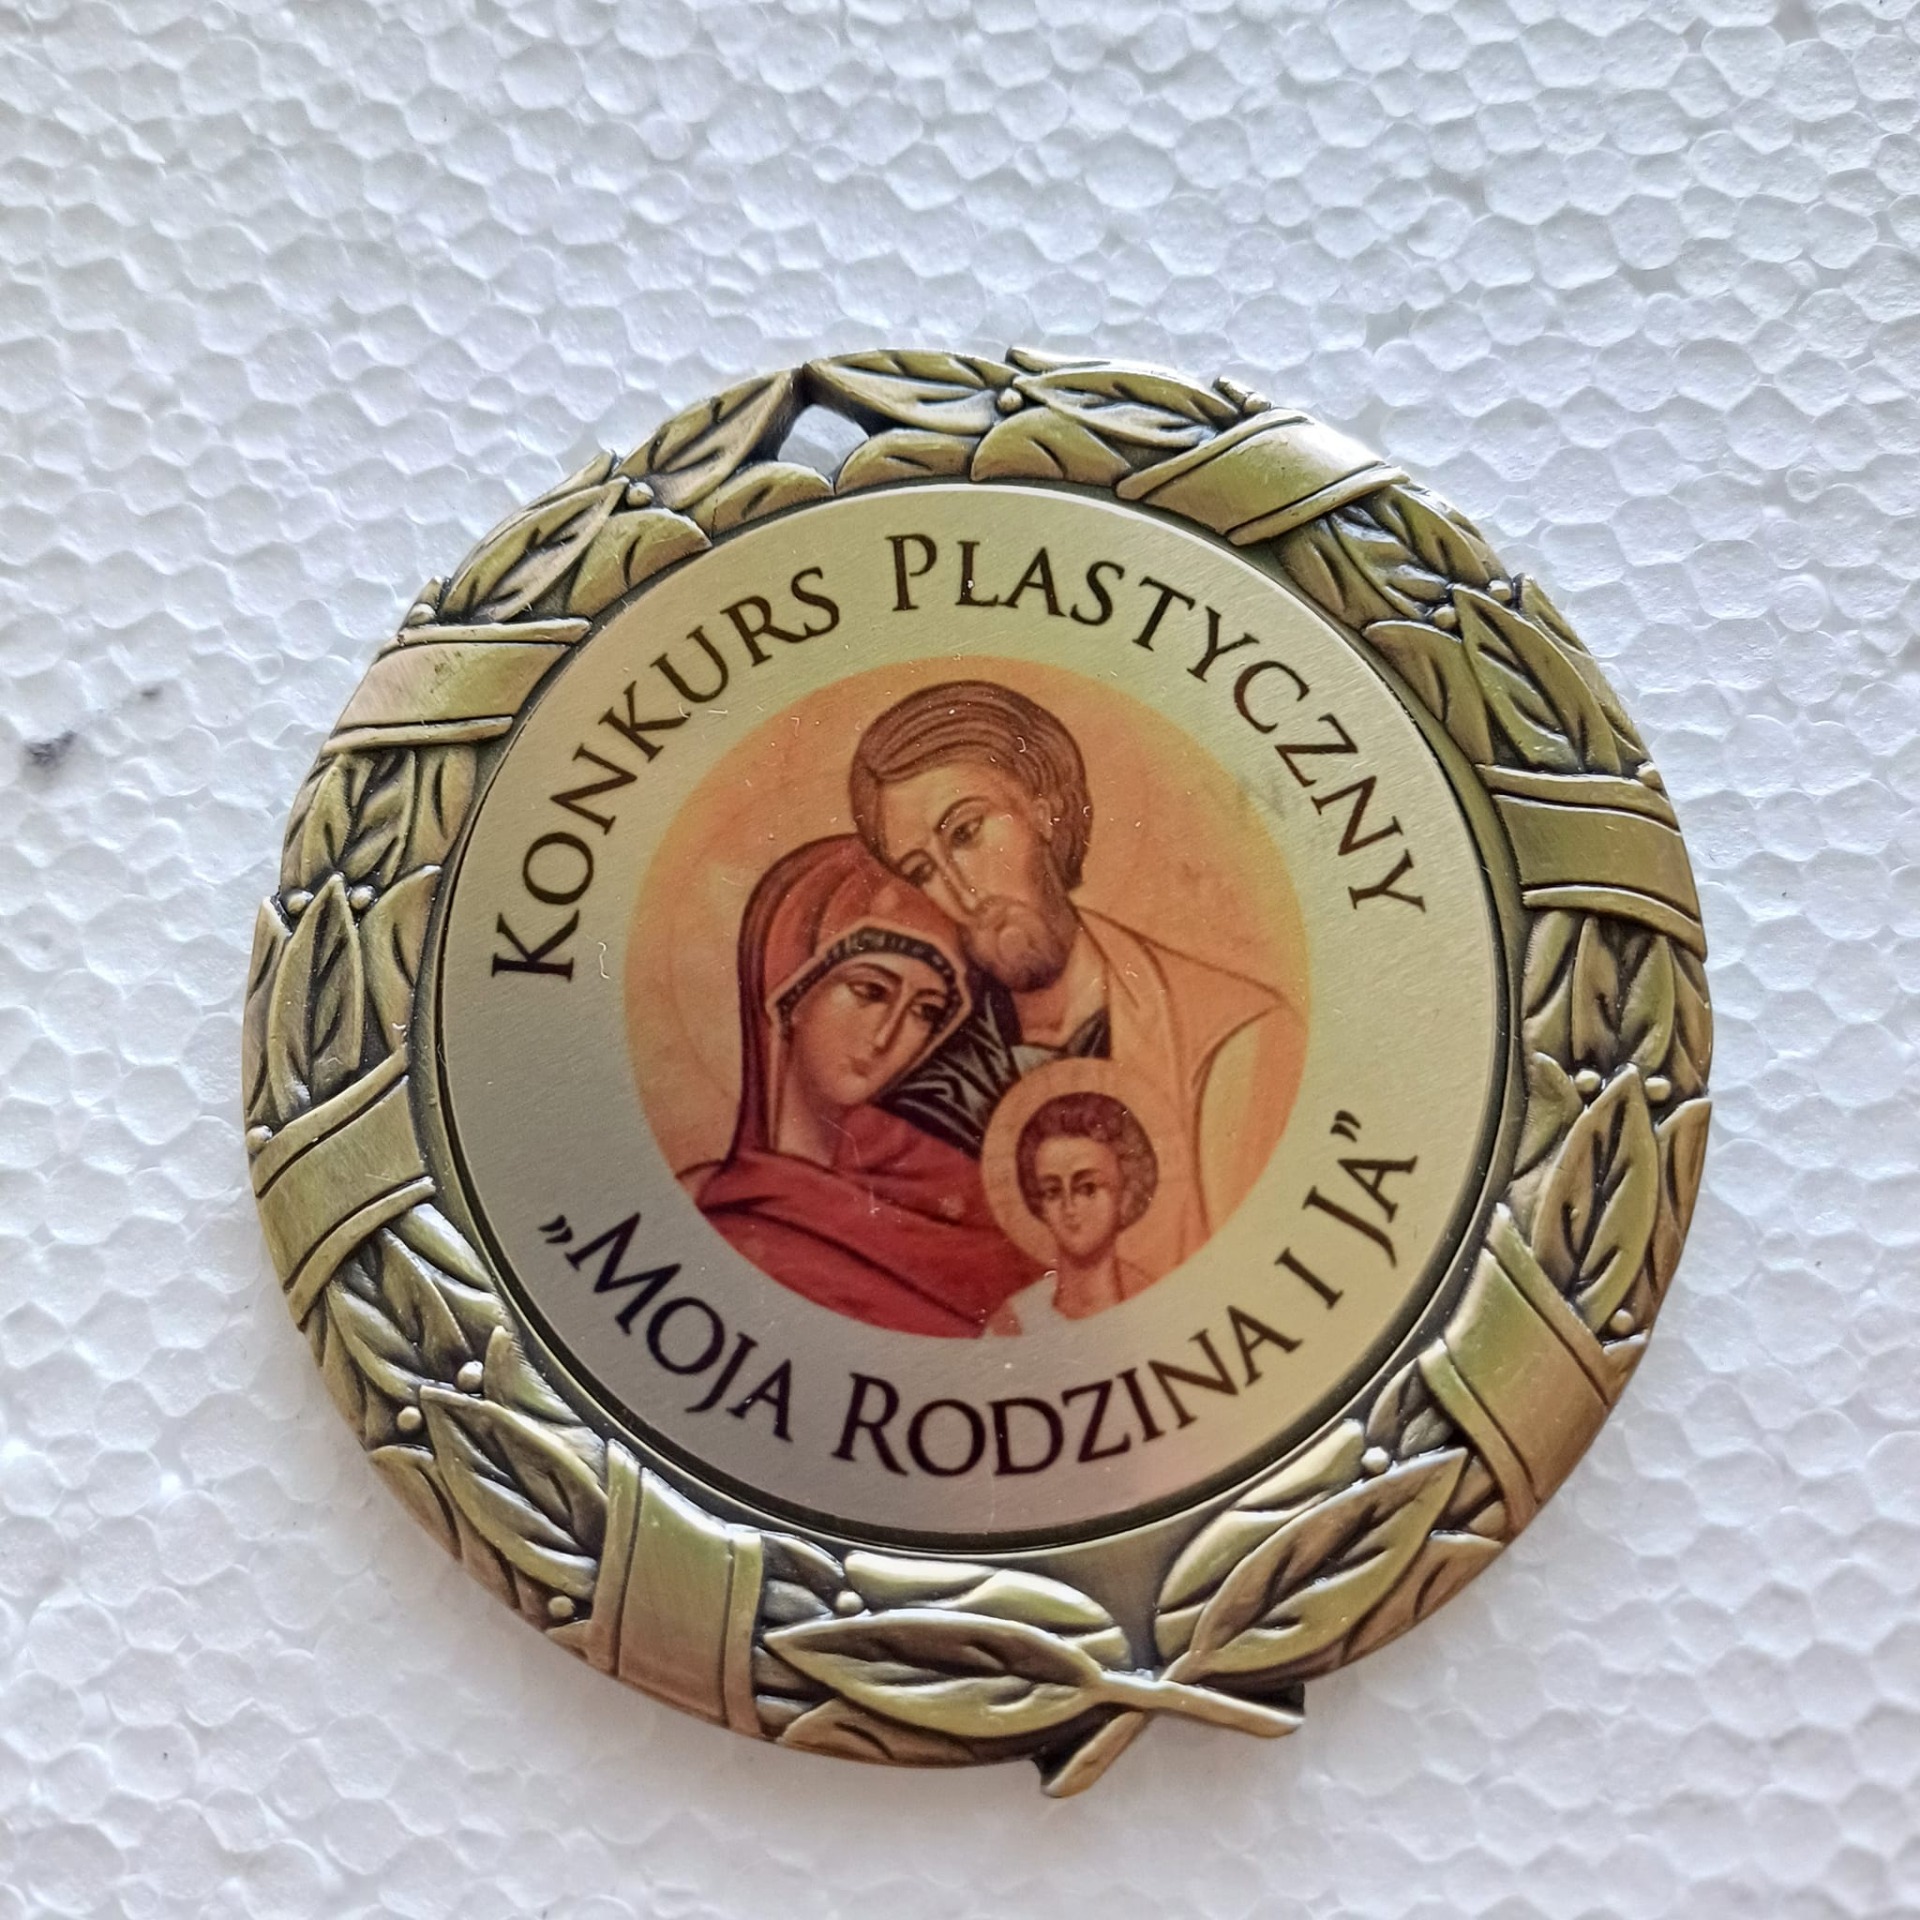 KONKURS PLASTYCZNY
„MOJA RODZINA I JA”